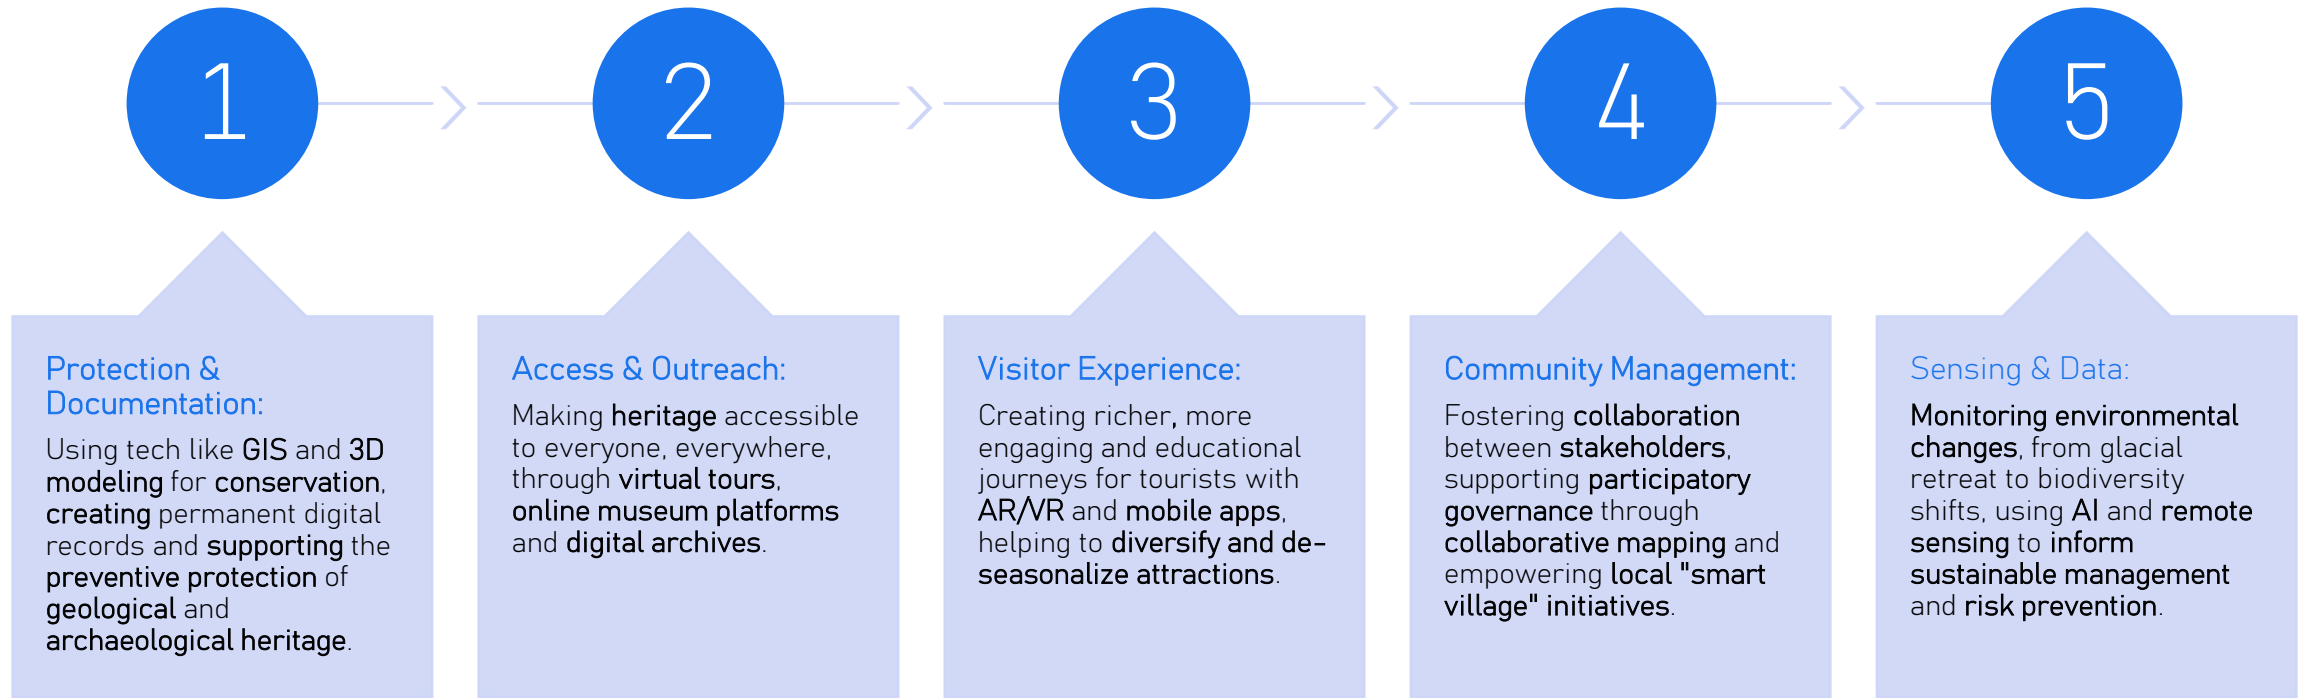 1
2
3
4
5
Protection &
Documentation:
Using tech like GIS and 3D
modeling for conservation,
creating permanent digital
records and supporting the
preventive protection of
geological and
archaeological heritage.
Access & Outreach:
Making heritage accessible
to everyone, everywhere,
through virtual tours,
online museum platforms
and digital archives.
Visitor Experience:
Creating richer, more
engaging and educational
journeys for tourists with
AR/VR and mobile apps,
helping to diversify and de-
seasonalize attractions.
Community Management:
Fostering collaboration
between stakeholders,
supporting participatory
governance through
collaborative mapping and
empowering local "smart
village" initiatives.
Sensing & Data:
Monitoring environmental
changes, from glacial
retreat to biodiversity
shifts, using AI and remote
sensing to inform
sustainable management
and risk prevention.